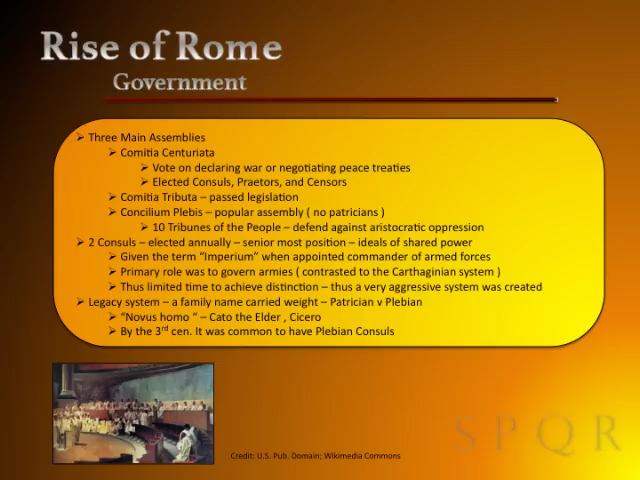 Rise of Rome
Government
➢ Three Main Assemblies
➢ Comitia Centuriata
➢ Vote on declaring war or negotiating peace treaties
➢ Elected Consuls, Praetors, and Censors
➢ Comitia Tributa – passed legislation
➢ Concilium Plebis – popular assembly ( no patricians )
➢ 10 Tribunes of the People – defend against aristocratic oppression
➢ 2 Consuls – elected annually – senior most position – ideals of shared power
➢ Given the term “Imperium” when appointed commander of armed forces
➢ Primary role was to govern armies ( contrasted to the Carthaginian system )
➢ Thus limited time to achieve distinction – thus a very aggressive system was created
➢ Legacy system – a family name carried weight – Patrician v Plebian
➢ “Novus homo “ – Cato the Elder , Cicero
➢ By the 3rd cen. It was common to have Plebian Consuls
SPQR
Credit: U.S. Pub. Domain; Wikimedia Commons